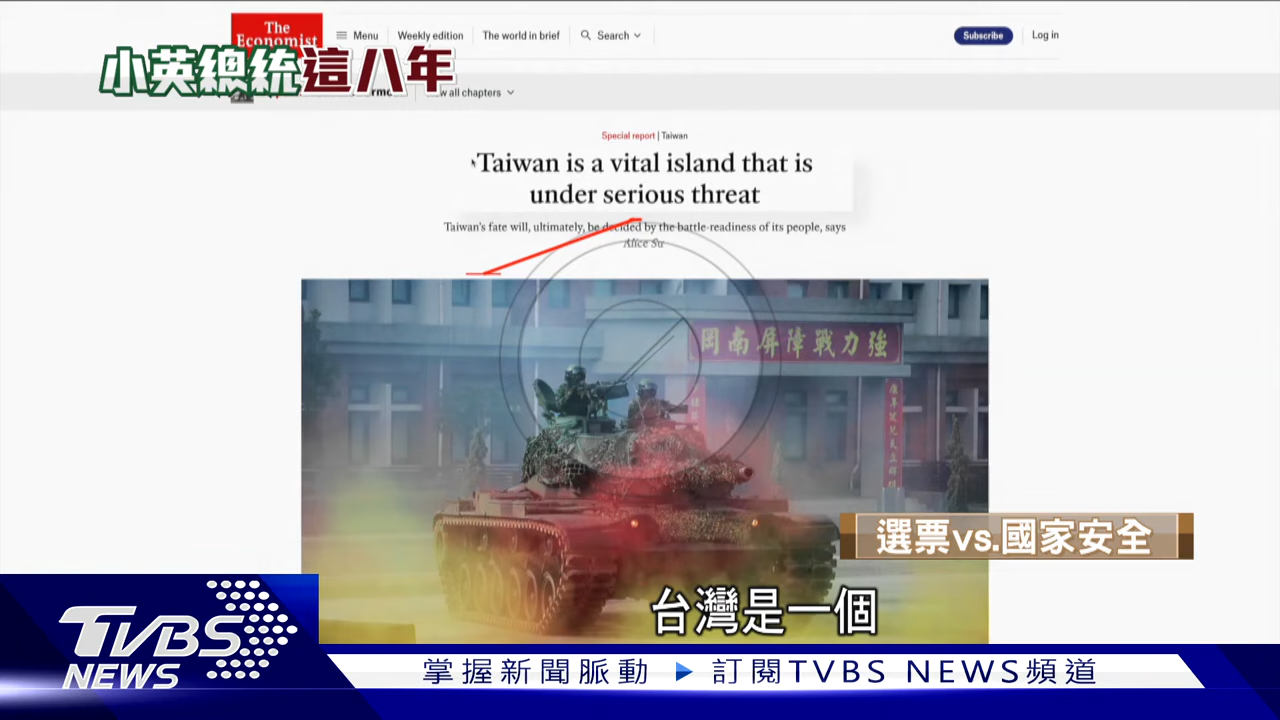 The
Economist
Menu
Weekly edition
The world in brief
Search
Subscribe
Log in
小英總統這八年
all chapters
Special report | Taiwan
Taiwan is a vital island that is
under serious threat
Taiwan's fate will, ultimately, be decided by the battle-readiness of its people, says
Alice Su
岡南屏障戰力強
選票vs.國家安全
台灣是一個
TVBS
NEWS
掌握新聞脈動 ▶ 訂閱TVBS NEWS頻道